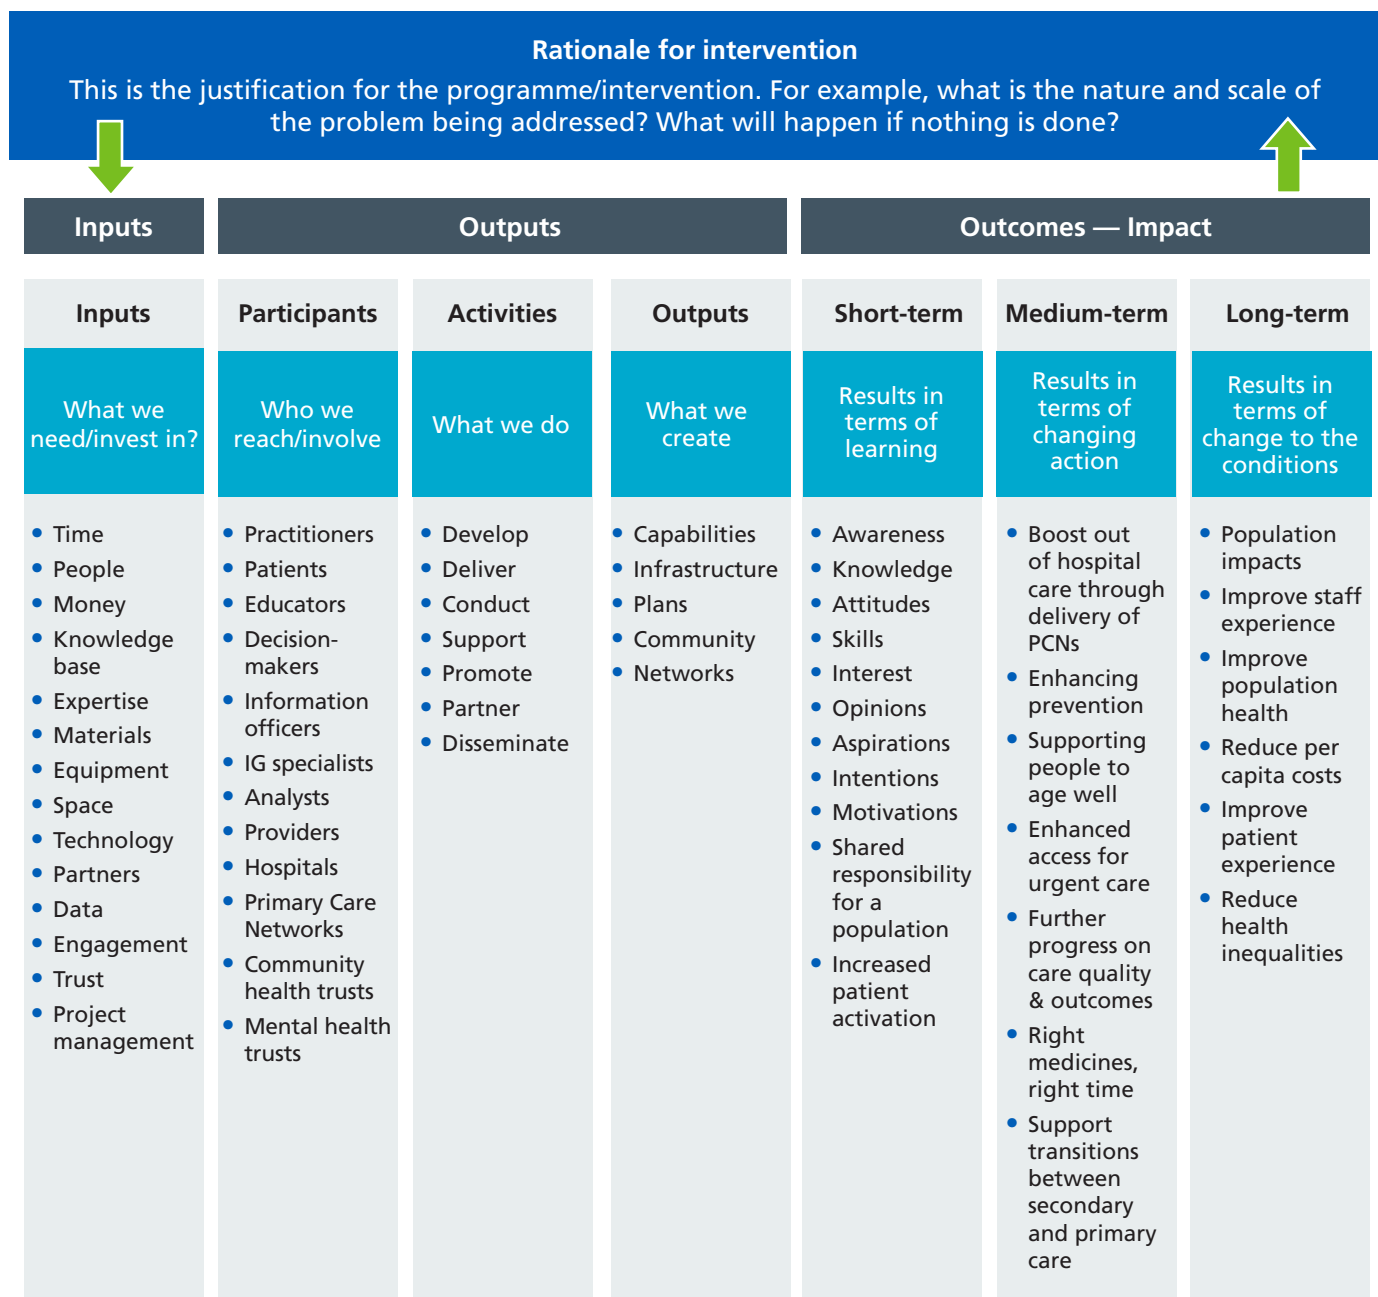 Rationale for intervention
This is the justification for the programme/intervention. For example, what is the nature and scale of
the problem being addressed? What will happen if nothing is done?
Inputs
Outputs
Outcomes — Impact
Inputs
What we
need/invest in?
• Time
• People
• Money
• Knowledge
base
• Expertise
• Materials
• Equipment
• Space
• Technology
• Partners
• Data
• Engagement
• Trust
• Project
management
Participants
Who we
reach/involve
• Practitioners
• Patients
• Educators
• Decision-
makers
• Information
officers
• IG specialists
• Analysts
• Providers
• Hospitals
• Primary Care
Networks
• Community
health trusts
• Mental health
trusts
Activities
What we do
• Develop
• Deliver
• Conduct
• Support
• Promote
• Partner
• Disseminate
Outputs
What we
create
• Capabilities
• Infrastructure
• Plans
• Community
• Networks
Short-term
Results in
terms of
learning
• Awareness
• Knowledge
• Attitudes
• Skills
• Interest
• Opinions
• Aspirations
• Intentions
• Motivations
• Shared
responsibility
for a
population
• Increased
patient
activation
Medium-term
Results in
terms of
changing
action
• Boost out
of hospital
care through
delivery of
PCNs
• Enhancing
prevention
• Supporting
people to
age well
• Enhanced
access for
urgent care
• Further
progress on
care quality
& outcomes
• Right
medicines,
right time
• Support
transitions
between
secondary
and primary
care
Long-term
Results in
terms of
change to the
conditions
• Population
impacts
• Improve staff
experience
• Improve
population
health
• Reduce per
capita costs
• Improve
patient
experience
• Reduce
health
inequalities